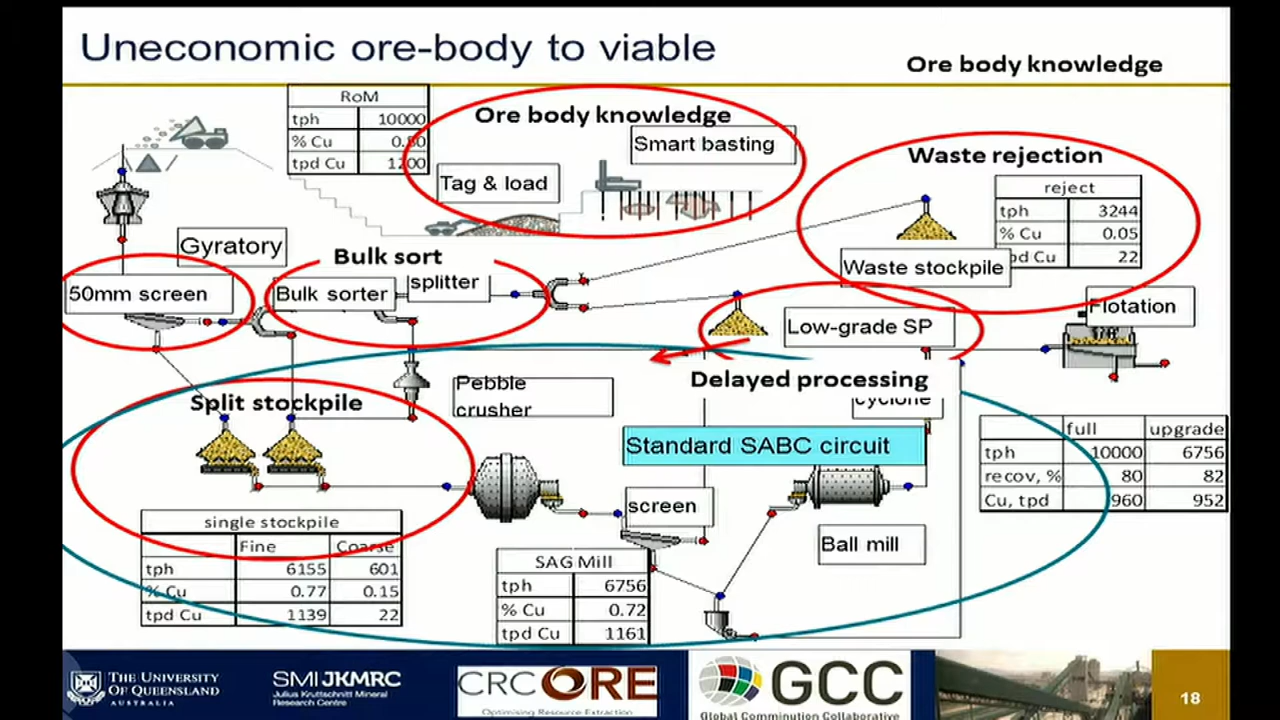 Uneconomic ore-body to viable
Ore body knowledge
RoM
tph 10000
% Cu 0.80
tpd Cu 1200
Ore body knowledge
Smart basting
Tag & load
Waste rejection
reject
tph 3244
% Cu 0.05
pd Cu 22
Waste stockpile
Gyratory
Bulk sort
50mm screen
Bulk sorter
splitter
Low-grade SP
Flotation
Split stockpile
Pebble
crusher
Delayed processing
cyclone
Standard SABC circuit
full upgrade
tph 10000 6756
recov, % 80 82
Cu, tpd 960 952
screen
Ball mill
single stockpile
Fine Coarse
tph 6155 601
% Cu 0.77 0.15
tpd Cu 1139 22
SAG Mill
tph 6756
% Cu 0.72
tpd Cu 1161
THE UNIVERSITY
OF QUEENSLAND
AUSTRALIA
SMI JKMRC
Julius Kruttschnitt Mineral
Research Centre
CRC ORE
Optimising Resource Extraction
GCC
Global Comminution Collaborative
18